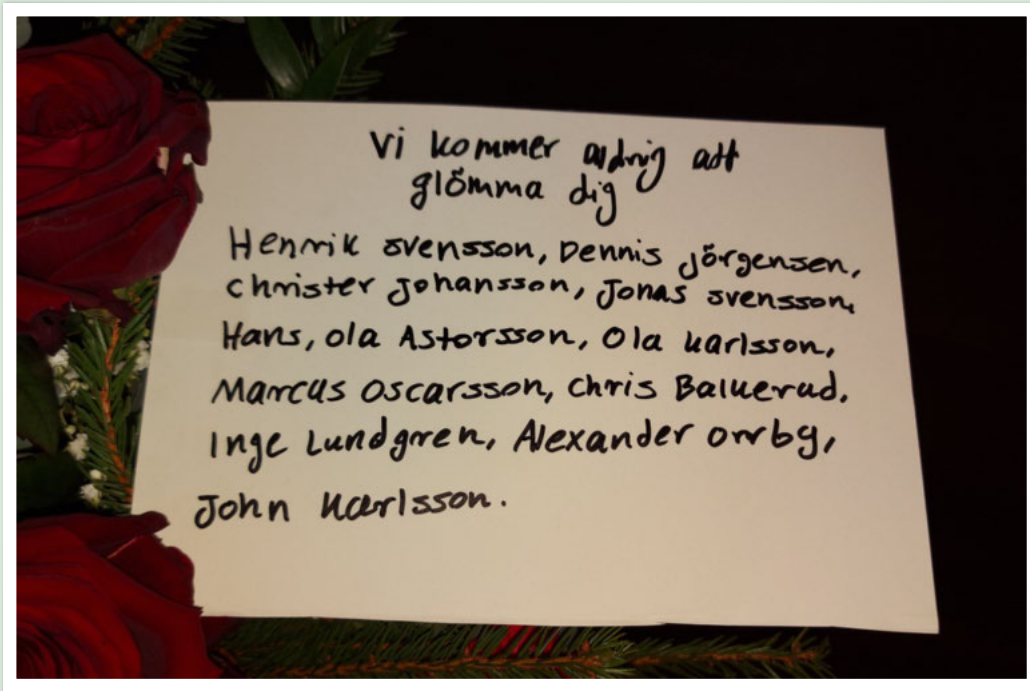 Vi kommer aldrig att
glömma dig
Henrik Svensson, Dennis Jörgensen,
Christer Johansson, Jonas Svensson,
Hans, Ola Astorsson, Ola Karlsson,
Marcus Oscarsson, Chris Bakkerud,
Inge Lundgren, Alexander Orrby,
John Karlsson.